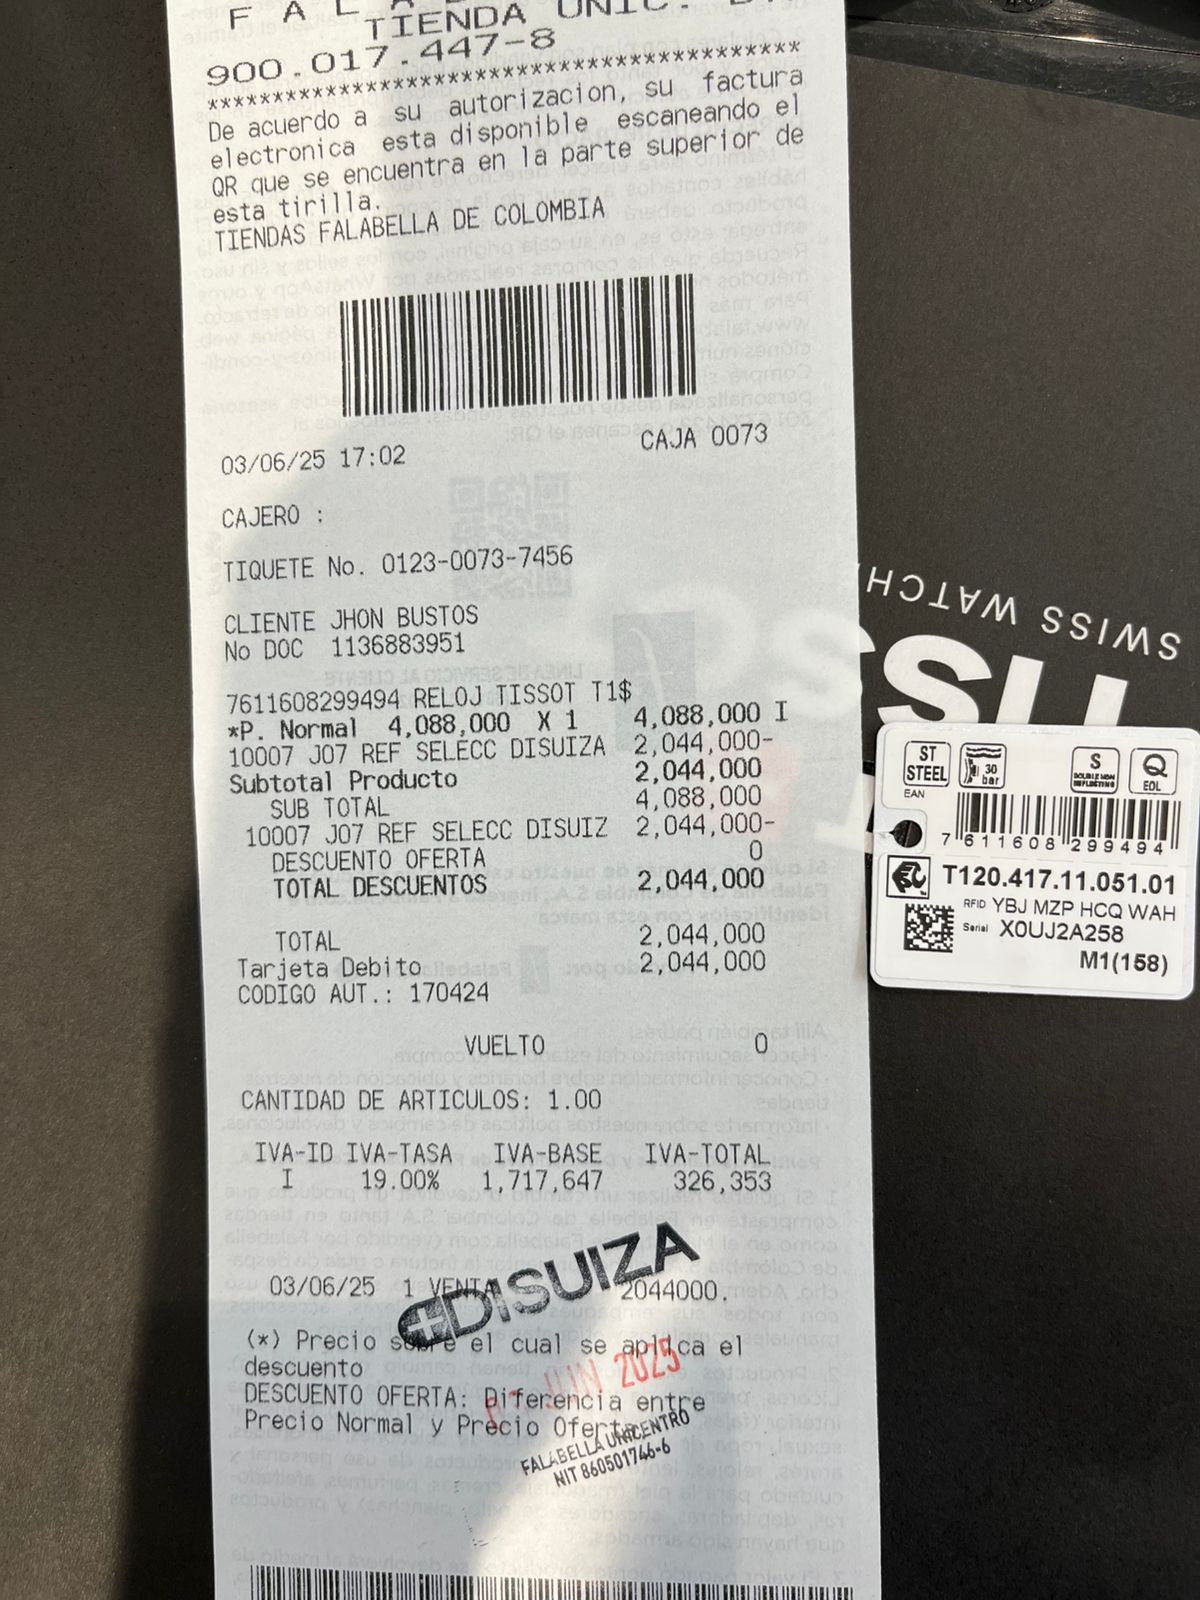 F A L
TIENDA UNIC.
900.017.447-8
****************************************
De acuerdo a su autorizacion, su factura
electronica esta disponible escaneando el
QR que se encuentra en la parte superior de
esta tirilla.
TIENDAS FALABELLA DE COLOMBIA
03/06/25 17:02 CAJA 0073
CAJERO :
TIQUETE No. 0123-0073-7456
CLIENTE JHON BUSTOS
No DOC 1136883951
7611608299494 RELOJ TISSOT T1$
*P. Normal 4,088,000 X 1 4,088,000 I
10007 J07 REF SELECC DISUIZA 2,044,000-
Subtotal Producto 2,044,000
SUB TOTAL 4,088,000
10007 J07 REF SELECC DISUIZ 2,044,000-
DESCUENTO OFERTA 0
TOTAL DESCUENTOS 2,044,000
TOTAL 2,044,000
Tarjeta Debito 2,044,000
CODIGO AUT.: 170424
VUELTO 0
CANTIDAD DE ARTICULOS: 1.00
IVA-ID IVA-TASA IVA-BASE IVA-TOTAL
I 19.00% 1,717,647 326,353
DISUIZA
03/06/25 1 VENTA 2044000.
(*) Precio sobre el cual se aplica el
descuento
JUN 2025
DESCUENTO OFERTA: Diferencia entre
Precio Normal y Precio Oferta
FALABELLA UNICENTRO
NIT 860501746-6
SWISS WATCH
ISS
ST
STEEL
30
bar
S
DOUBLE NON
REFLECTING
Q
EOL
EAN
7 611608 299494
T120.417.11.051.01
RFID YBJ MZP HCQ WAH
Serial X0UJ2A258
M1(158)